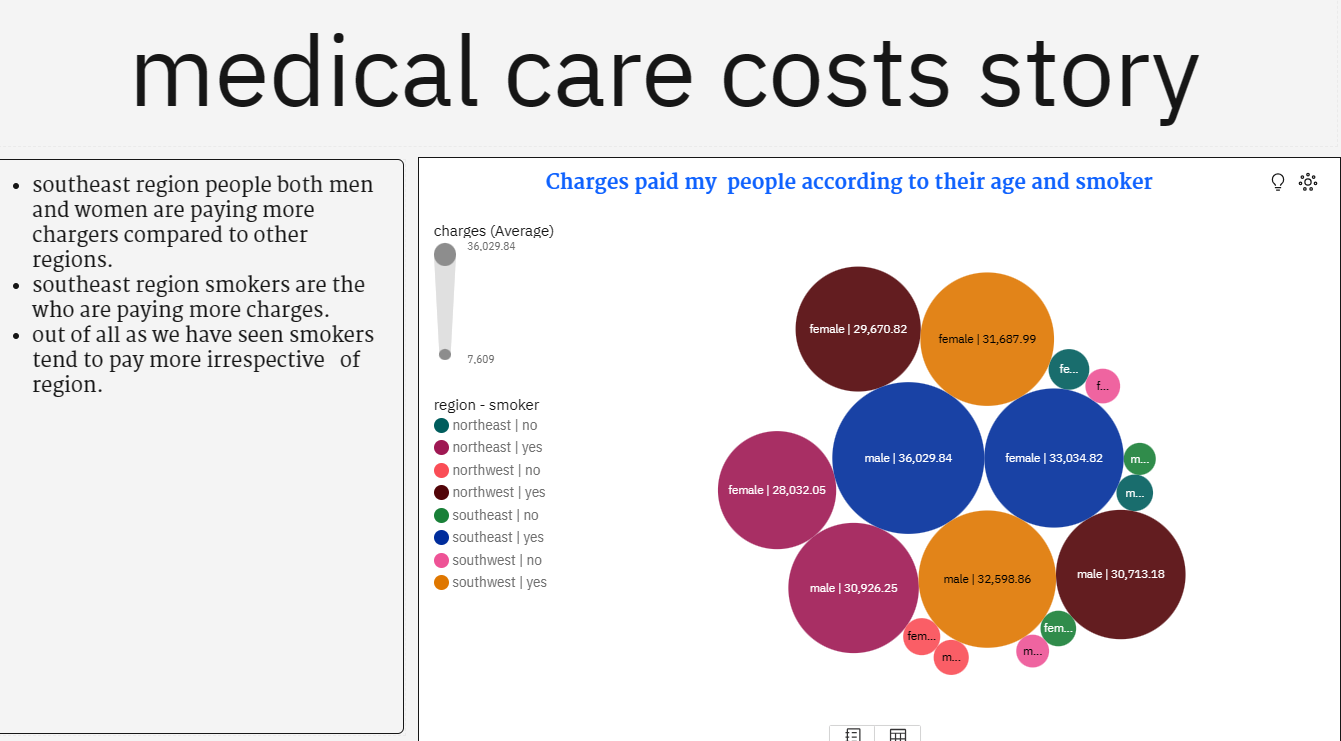 medical care costs story
• southeast region people both men
and women are paying more
chargers compared to other
regions.
• southeast region smokers are the
who are paying more charges.
• out of all as we have seen smokers
tend to pay more irrespective of
region.
Charges paid my people according to their age and smoker
charges (Average)
36,029.84
7,609
region - smoker
northeast | no
northeast | yes
northwest | no
northwest | yes
southeast | no
southeast | yes
southwest | no
southwest | yes
female | 29,670.82
female | 31,687.99
fe...
f...
male | 36,029.84
female | 33,034.82
m...
female | 28,032.05
m...
male | 30,926.25
male | 32,598.86
male | 30,713.18
fem...
fem...
m...
m...